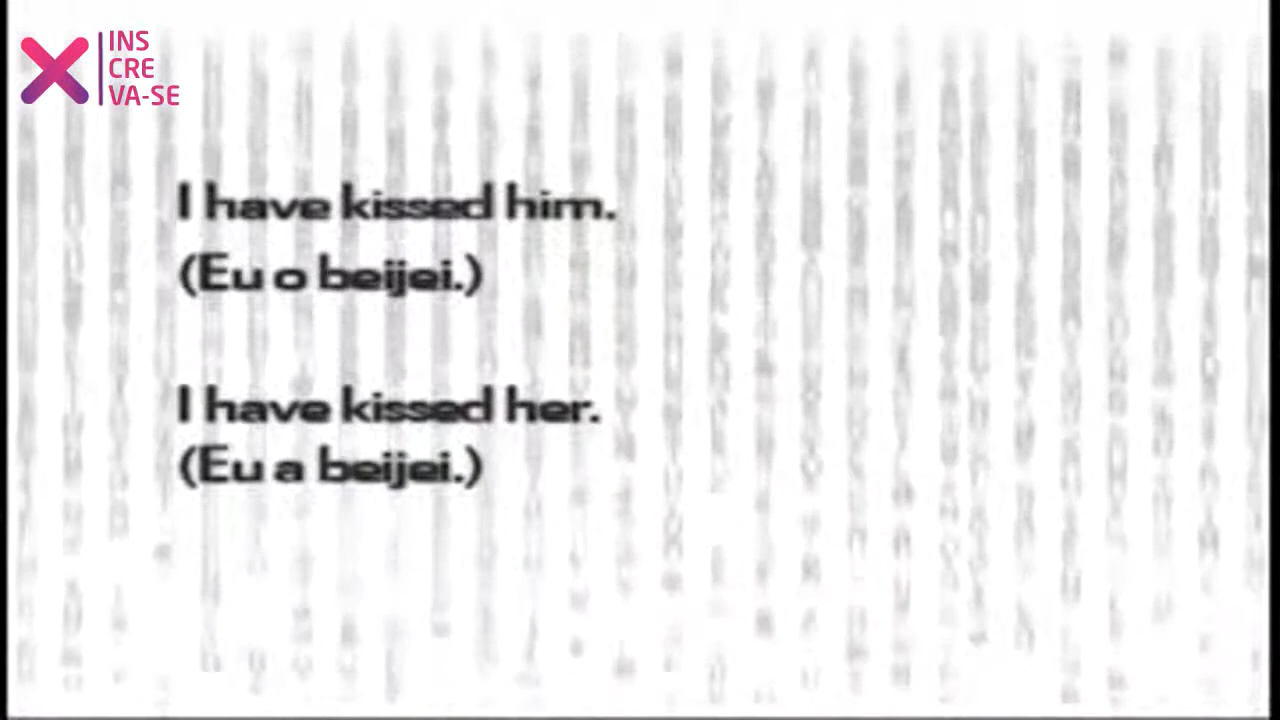 INS
CRE
VA-SE
I have kissed him.
(Eu o beijei.)
I have kissed her.
(Eu a beijei.)